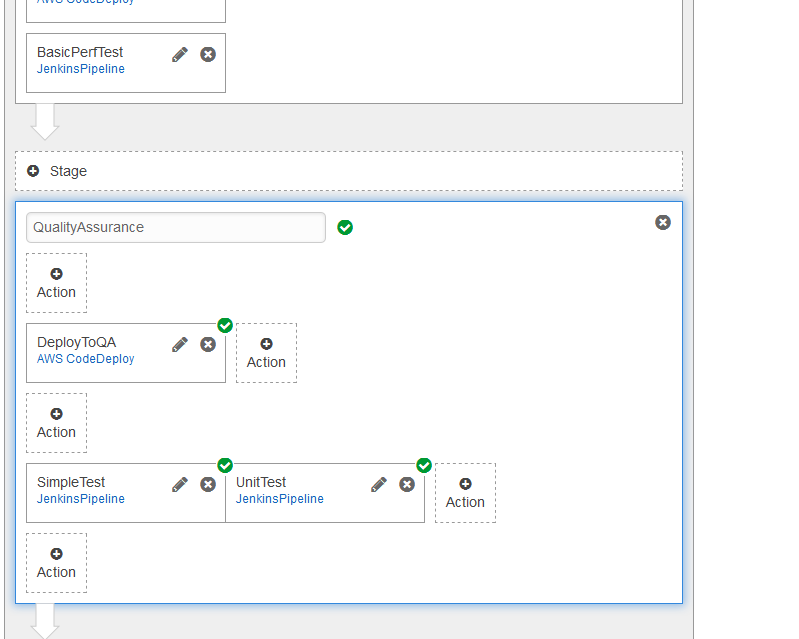 AWS CodeDeploy
BasicPerfTest
JenkinsPipeline
Stage
QualityAssurance
Action
DeployToQA
AWS CodeDeploy
Action
Action
SimpleTest
JenkinsPipeline
UnitTest
JenkinsPipeline
Action
Action